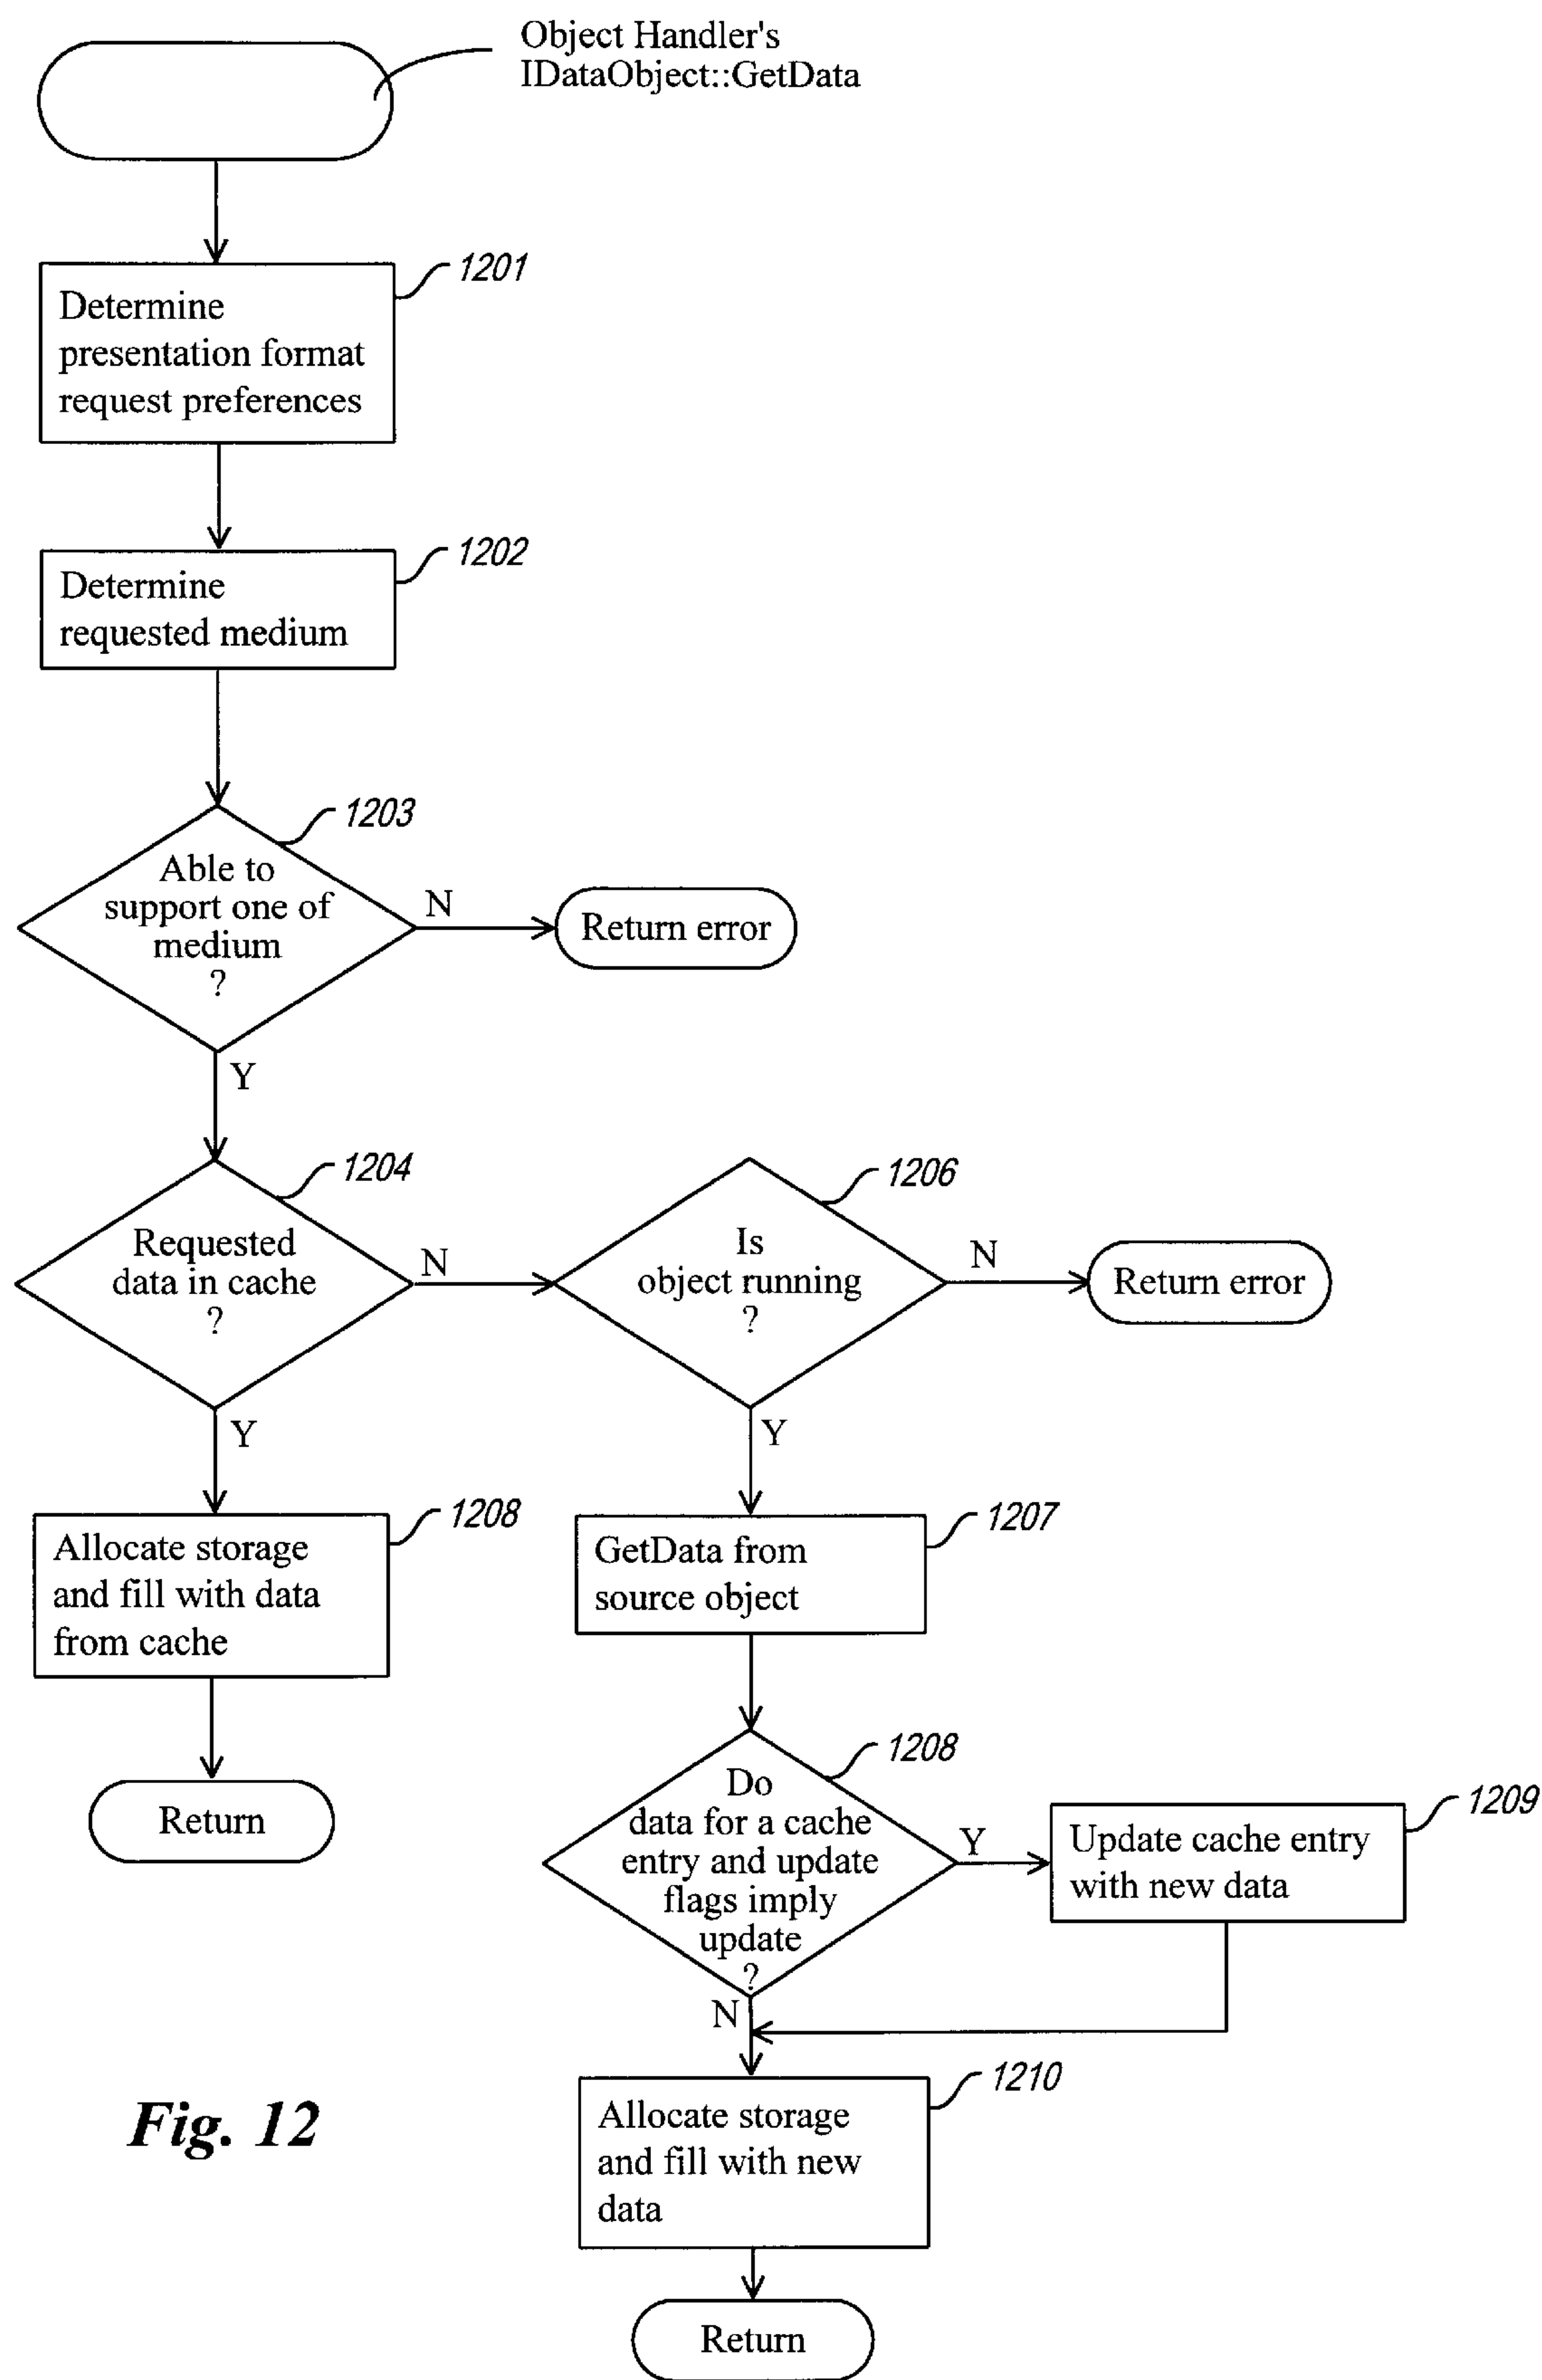 Object Handler's
IDataObject::GetData
1201
Determine
presentation format
request preferences
1202
Determine
requested medium
1203
Able to
support one of
medium
?
N
Return error
Y
1204
Requested
data in cache
?
N
1206
Is
object running
?
N
Return error
Y
Y
1208
Allocate storage
and fill with data
from cache
Return
1207
GetData from
source object
1208
Do
data for a cache
entry and update
flags imply
update
?
Y
1209
Update cache entry
with new data
N
1210
Allocate storage
and fill with new
data
Return
Fig. 12